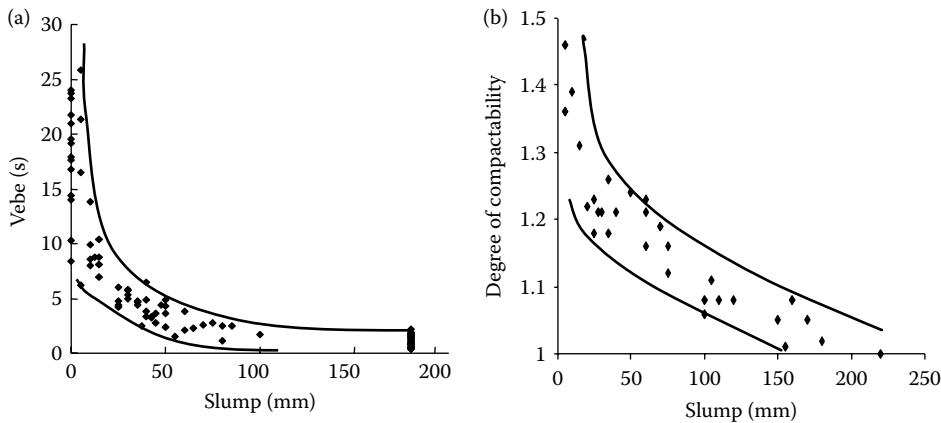 (a)
30
25
20
15
10
5
0
Vebe (s)
0 50 100 150 200
Slump (mm)
(b)
1.5
1.4
1.3
1.2
1.1
1
Degree of compactability
0 50 100 150 200 250
Slump (mm)